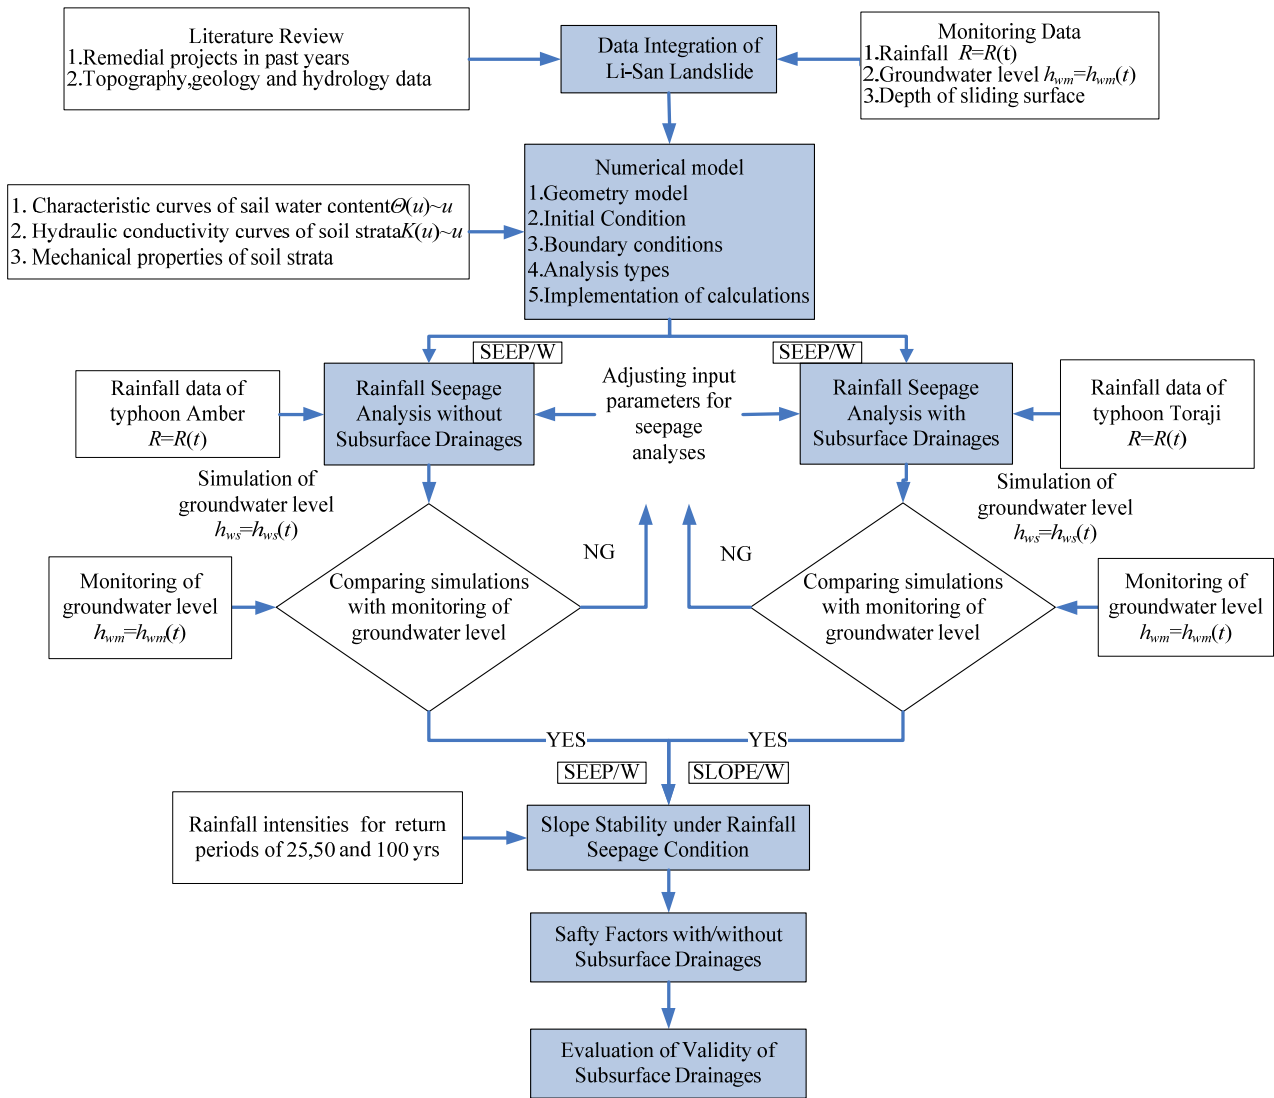 Literature Review
1.Remedial projects in past years
2.Topography,geology and hydrology data
Data Integration of
Li-San Landslide
Monitoring Data
1.Rainfall R=R(t)
2.Groundwater level hwm=hwm(t)
3.Depth of sliding surface
Numerical model
1.Geometry model
2.Initial Condition
3.Boundary conditions
4.Analysis types
5.Implementation of calculations
1. Characteristic curves of sail water contentΘ(u)~u
2. Hydraulic conductivity curves of soil strataK(u)~u
3. Mechanical properties of soil strata
SEEP/W
SEEP/W
Rainfall data of
typhoon Amber
R=R(t)
Rainfall Seepage
Analysis without
Subsurface Drainages
Adjusting input
parameters for
seepage
analyses
Rainfall Seepage
Analysis with
Subsurface Drainages
Rainfall data of
typhoon Toraji
R=R(t)
Simulation of
groundwater level
hws=hws(t)
Simulation of
groundwater level
hws=hws(t)
NG
NG
Monitoring of
groundwater level
hwm=hwm(t)
Comparing simulations
with monitoring of
groundwater level
Comparing simulations
with monitoring of
groundwater level
Monitoring of
groundwater level
hwm=hwm(t)
YES
YES
SEEP/W
SLOPE/W
Rainfall intensities for return
periods of 25,50 and 100 yrs
Slope Stability under Rainfall
Seepage Condition
Safty Factors with/without
Subsurface Drainages
Evaluation of Validity of
Subsurface Drainages